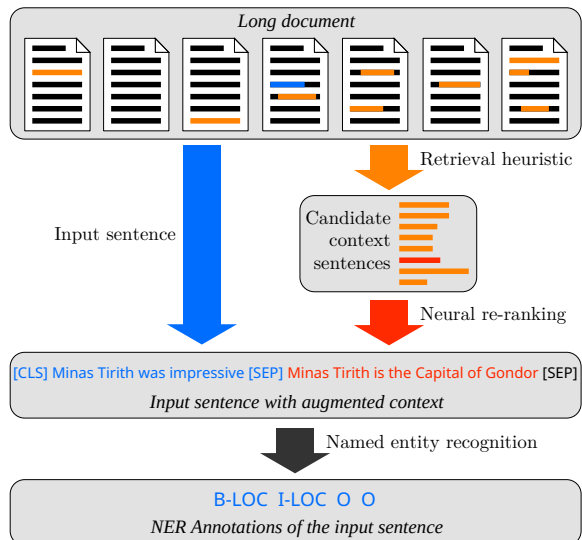 Long document
Retrieval heuristic
Input sentence
Candidate
context
sentences
Neural re-ranking
[CLS] Minas Tirith was impressive [SEP] Minas Tirith is the Capital of Gondor [SEP]
Input sentence with augmented context
Named entity recognition
B-LOC I-LOC O O
NER Annotations of the input sentence